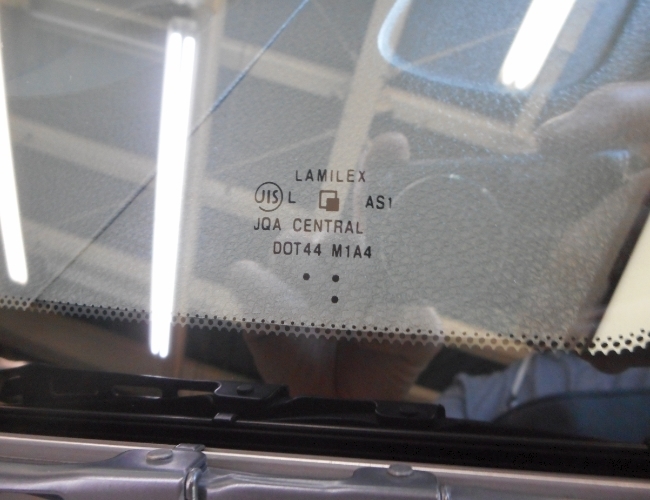 LAMILEX
JIS L AS1
JQA CENTRAL
DOT44 M1A4